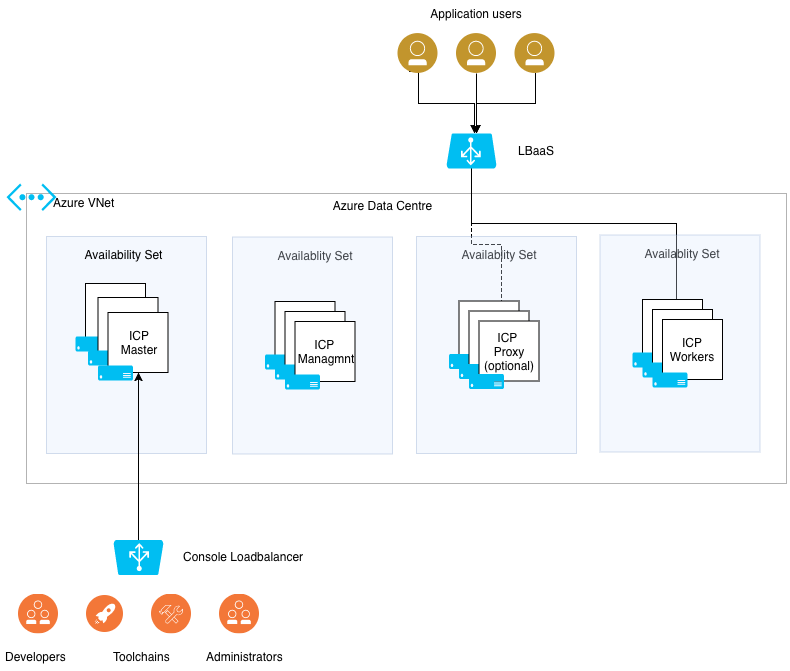 Application users
LBaaS
Azure VNet
Azure Data Centre
Availability Set
Availablity Set
Availablity Set
Availablity Set
ICP
Master
ICP
Managmnt
ICP
Proxy
(optional)
ICP
Workers
Console Loadbalancer
Developers
Toolchains
Administrators